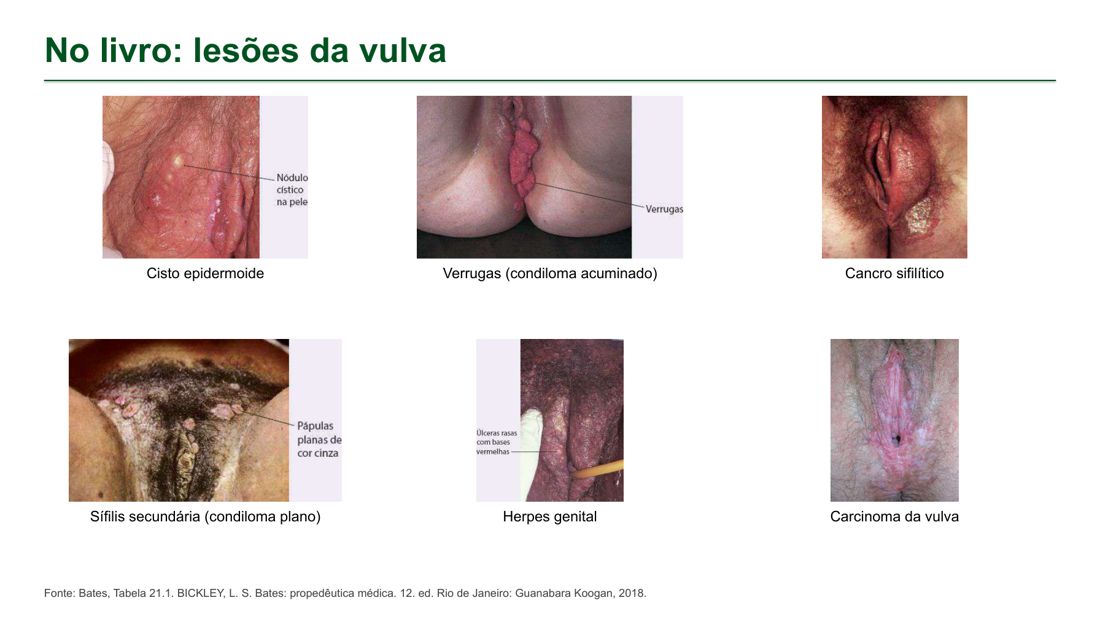 No livro: lesões da vulva
Nódulo
cístico
na pele
Cisto epidermoide
Verrugas
Verrugas (condiloma acuminado)
Cancro sifilítico
Pápulas
planas de
cor cinza
Sífilis secundária (condiloma plano)
Úlceras rasas
com bases
vermelhas
Herpes genital
Carcinoma da vulva
Fonte: Bates, Tabela 21.1. BICKLEY, L. S. Bates: propedêutica médica. 12. ed. Rio de Janeiro: Guanabara Koogan, 2018.